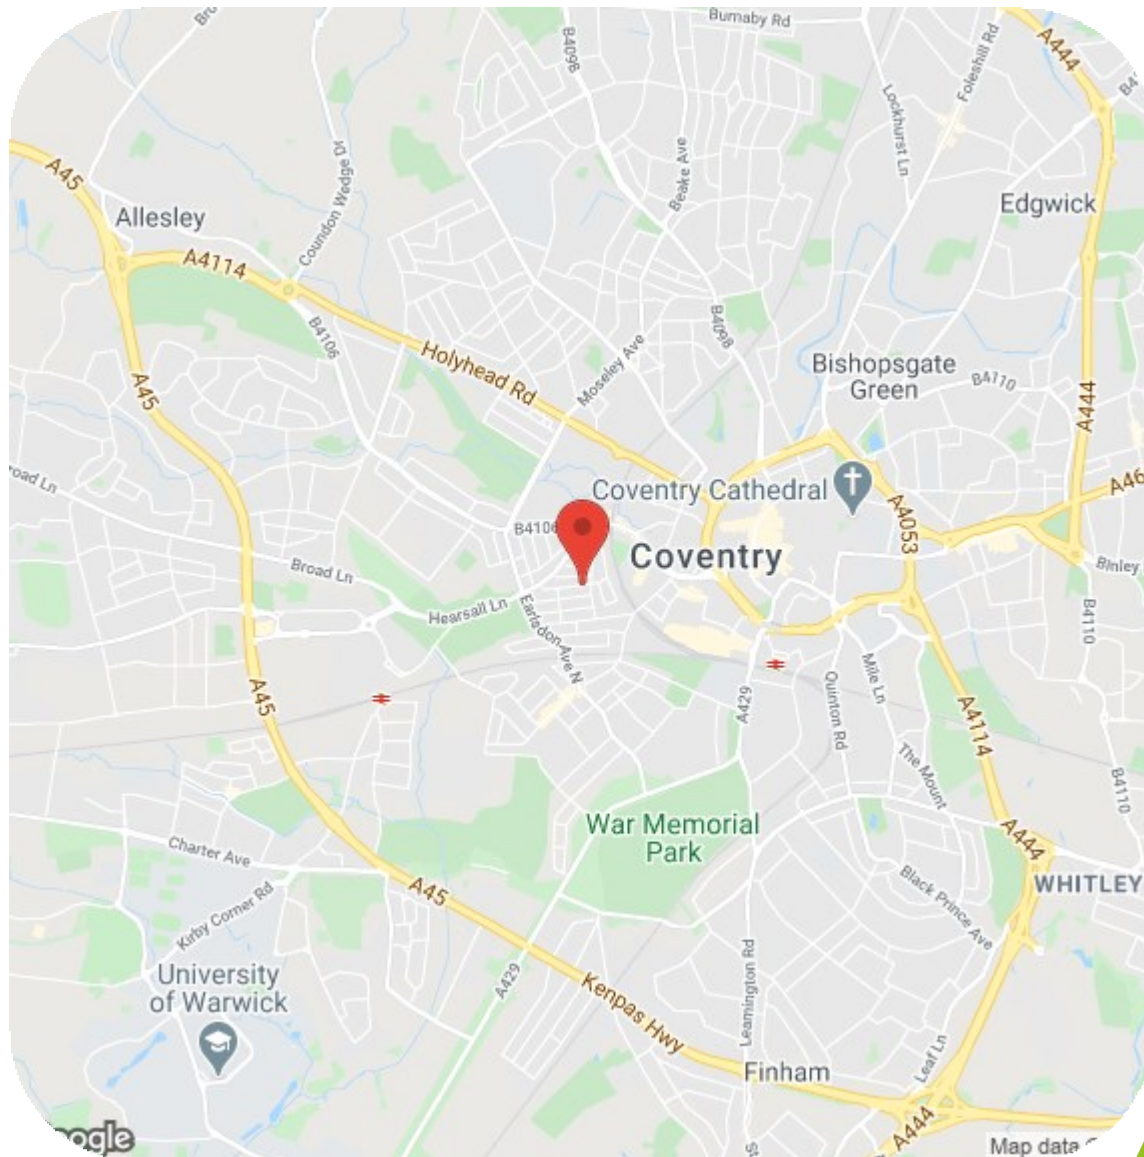 Burnaby Rd
B4098
A444
Foleshill Rd
Lockhurst Ln
Coundon Wedge Dr
Beake Ave
A45
Allesley
Edgwick
A4114
B4106
B4098
Moseley Ave
Holyhead Rd
Bishopsgate
Green
B4110
A45
A444
Coventry Cathedral
A46
road Ln
A4053
B4106
Coventry
Broad Ln
Binley
Hearsall Ln
Earlsdon Ave N
B4110
Mile Ln
A45
A429
Quinton Rd
A4114
The Mount
B4110
War Memorial
Park
A444
Charter Ave
WHITLEY
Black Prince Ave
A45
Kirby Corner Rd
University
of Warwick
A429
Leamington Rd
Kenpas Hwy
Leaf Ln
Finham
A444
Map data